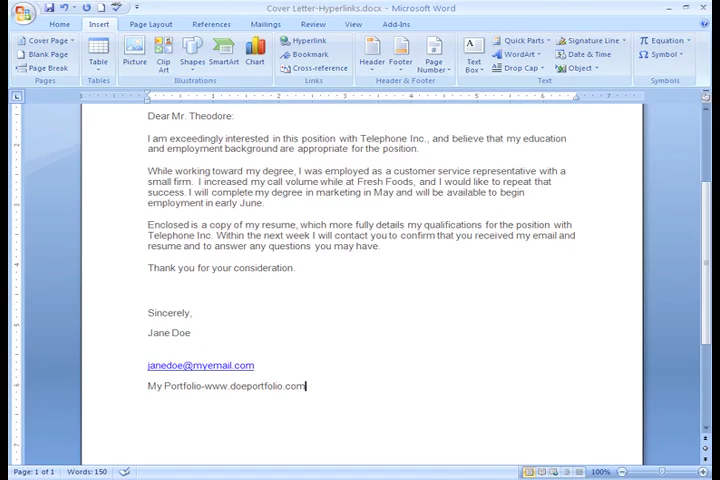 Cover Letter-Hyperlinks.docx - Microsoft Word
Home Insert Page Layout References Mailings Review View Add-Ins
Cover Page Hyperlink Quick Parts Signature Line Equation
Blank Page Bookmark WordArt Date & Time Symbol
Page Break Cross-reference Drop Cap Object
Table Picture Clip Art Shapes SmartArt Chart Header Footer Page Number Text Box
Pages Tables Illustrations Links Header & Footer Text Symbols
Dear Mr. Theodore:
I am exceedingly interested in this position with Telephone Inc., and believe that my education
and employment background are appropriate for the position.
While working toward my degree, I was employed as a customer service representative with a
small firm. I increased my call volume while at Fresh Foods, and I would like to repeat that
success. I will complete my degree in marketing in May and will be available to begin
employment in early June.
Enclosed is a copy of my resume, which more fully details my qualifications for the position with
Telephone Inc. Within the next week I will contact you to confirm that you received my email and
resume and to answer any questions you may have.
Thank you for your consideration.
Sincerely,
Jane Doe
janedoe@myemail.com
My Portfolio-www.doeportfolio.com
Page: 1 of 1 Words: 150 100%